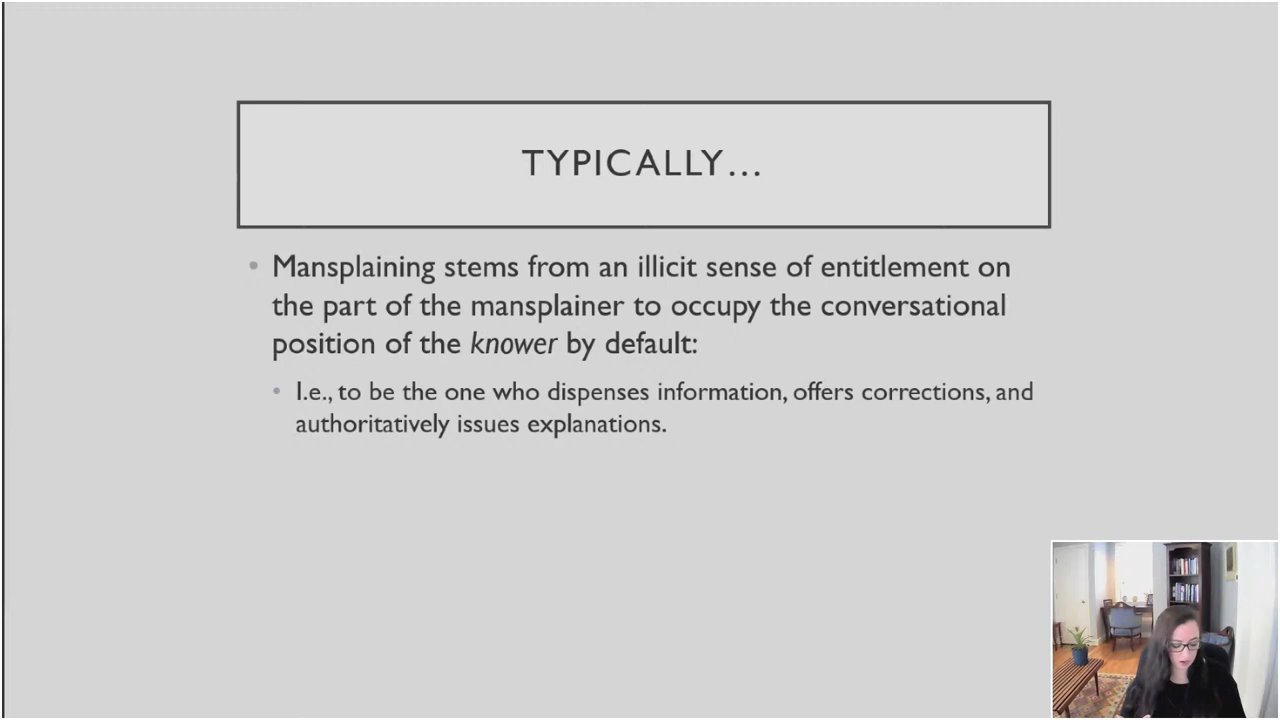 TYPICALLY…
• Mansplaining stems from an illicit sense of entitlement on
the part of the mansplainer to occupy the conversational
position of the knower by default:
• I.e., to be the one who dispenses information, offers corrections, and
authoritatively issues explanations.